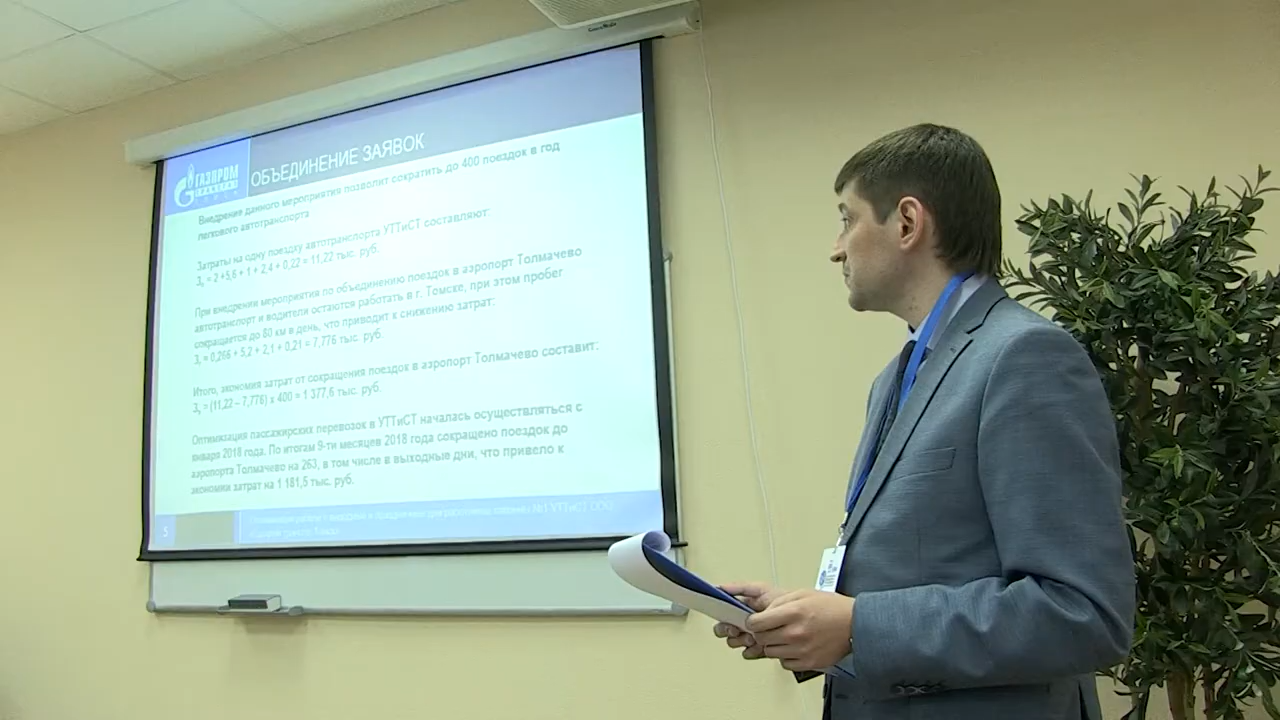 ГАЗПРОМ
ТРАНСГАЗ
ТОМСК
ОБЪЕДИНЕНИЕ ЗАЯВОК
Внедрение данного мероприятия позволит сократить до 400 поездок в год
легкового автотранспорта
Затраты на одну поездку автотранспорта УТТиСТ составляют:
= 2 +5,6 + 1 + 2,4 + 0,22 = 11,22 тыс. руб.
При внедрении мероприятия по объединению поездок в аэропорт Толмачево
автотранспорт и водители остаются работать в г. Томске, при этом пробег
сокращается до 80 км в день, что приводит к снижению затрат:
= 0,266 + 5,2 + 2,1 + 0,21 = 7,776 тыс. руб.
Итого, экономия затрат от сокращения поездок в аэропорт Толмачево составит:
= (11,22 – 7,776) х 400 = 1 377,6 тыс. руб.
Оптимизация пассажирских перевозок в УТТиСТ началась осуществляться с
января 2018 года. По итогам 9-ти месяцев 2018 года сокращено поездок до
аэропорта Толмачево на 263, в том числе в выходные дни, что привело к
экономии затрат на 1 181,5 тыс. руб.
5
№1 УТТиСТ ООО